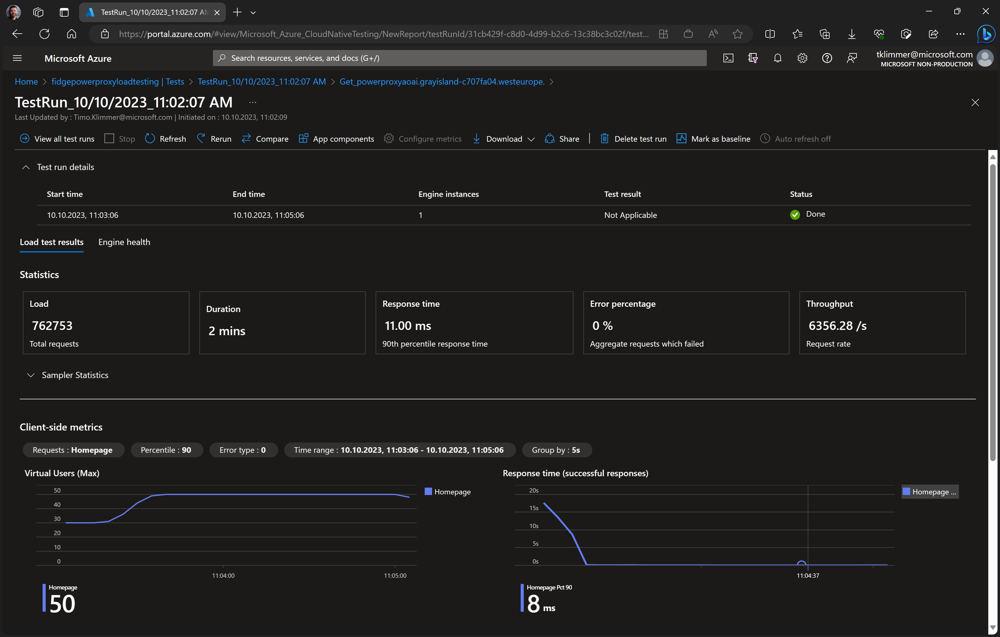 TestRun_10/10/2023_11:02:07 AM
https://portal.azure.com/#view/Microsoft_Azure_CloudNativeTesting/NewReport/testRunId/31cb429f-c8d0-4d99-b2c6-13c38bc3c02f/test...
Microsoft Azure
Search resources, services, and docs (G+/)
tklimmer@microsoft.com
MICROSOFT NON-PRODUCTION
Home > fidgepowerproxyloadtesting | Tests > TestRun_10/10/2023_11:02:07 AM > Get_powerproxyaoai.grayisland-c707fa04.westeurope. >
TestRun_10/10/2023_11:02:07 AM ...
Last Updated by : Timo.Klimmer@microsoft.com | Initiated on : 10.10.2023, 11:02:09
View all test runs Stop Refresh Rerun Compare App components Configure metrics Download Share | Delete test run Mark as baseline Auto refresh off
Test run details
Start time End time Engine instances Test result Status
10.10.2023, 11:03:06 10.10.2023, 11:05:06 1 Not Applicable Done
Load test results Engine health
Statistics
Load
762753
Total requests
Duration
2 mins
Response time
11.00 ms
90th percentile response time
Error percentage
0 %
Aggregate requests which failed
Throughput
6356.28 /s
Request rate
Sampler Statistics
Client-side metrics
Requests : Homepage Percentile : 90 Error type : 0 Time range : 10.10.2023, 11:03:06 - 10.10.2023, 11:05:06 Group by : 5s
Virtual Users (Max)
50
40
30
20
10
0
11:04:00 11:05:00
Homepage
Homepage
50
Response time (successful responses)
20s
15s
10s
5s
0s
11:04:37
Homepage ...
Homepage Pct 90
8 ms